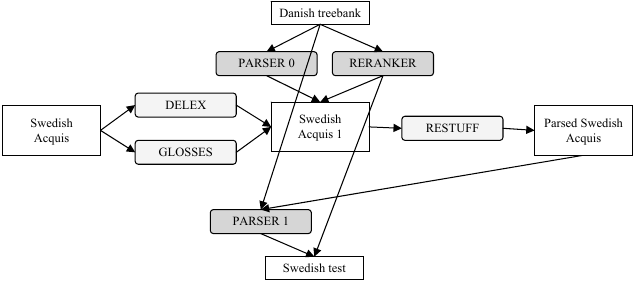 Danish treebank
PARSER 0
RERANKER
DELEX
Swedish
Acquis
GLOSSES
Swedish
Acquis 1
RESTUFF
Parsed Swedish
Acquis
PARSER 1
Swedish test